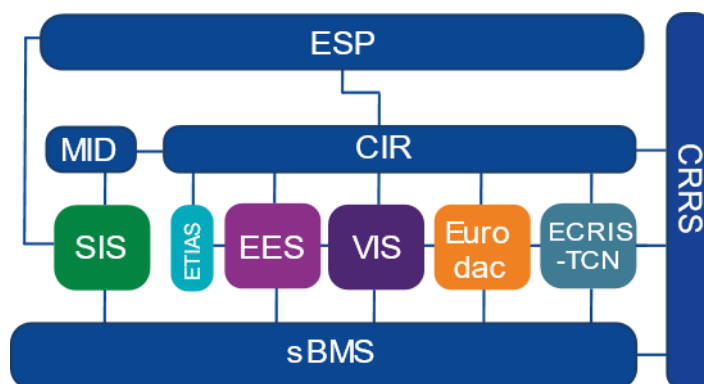 ESP
MID
CIR
CRRS
SIS
ETIAS
EES
VIS
Euro
dac
ECRIS
-TCN
sBMS